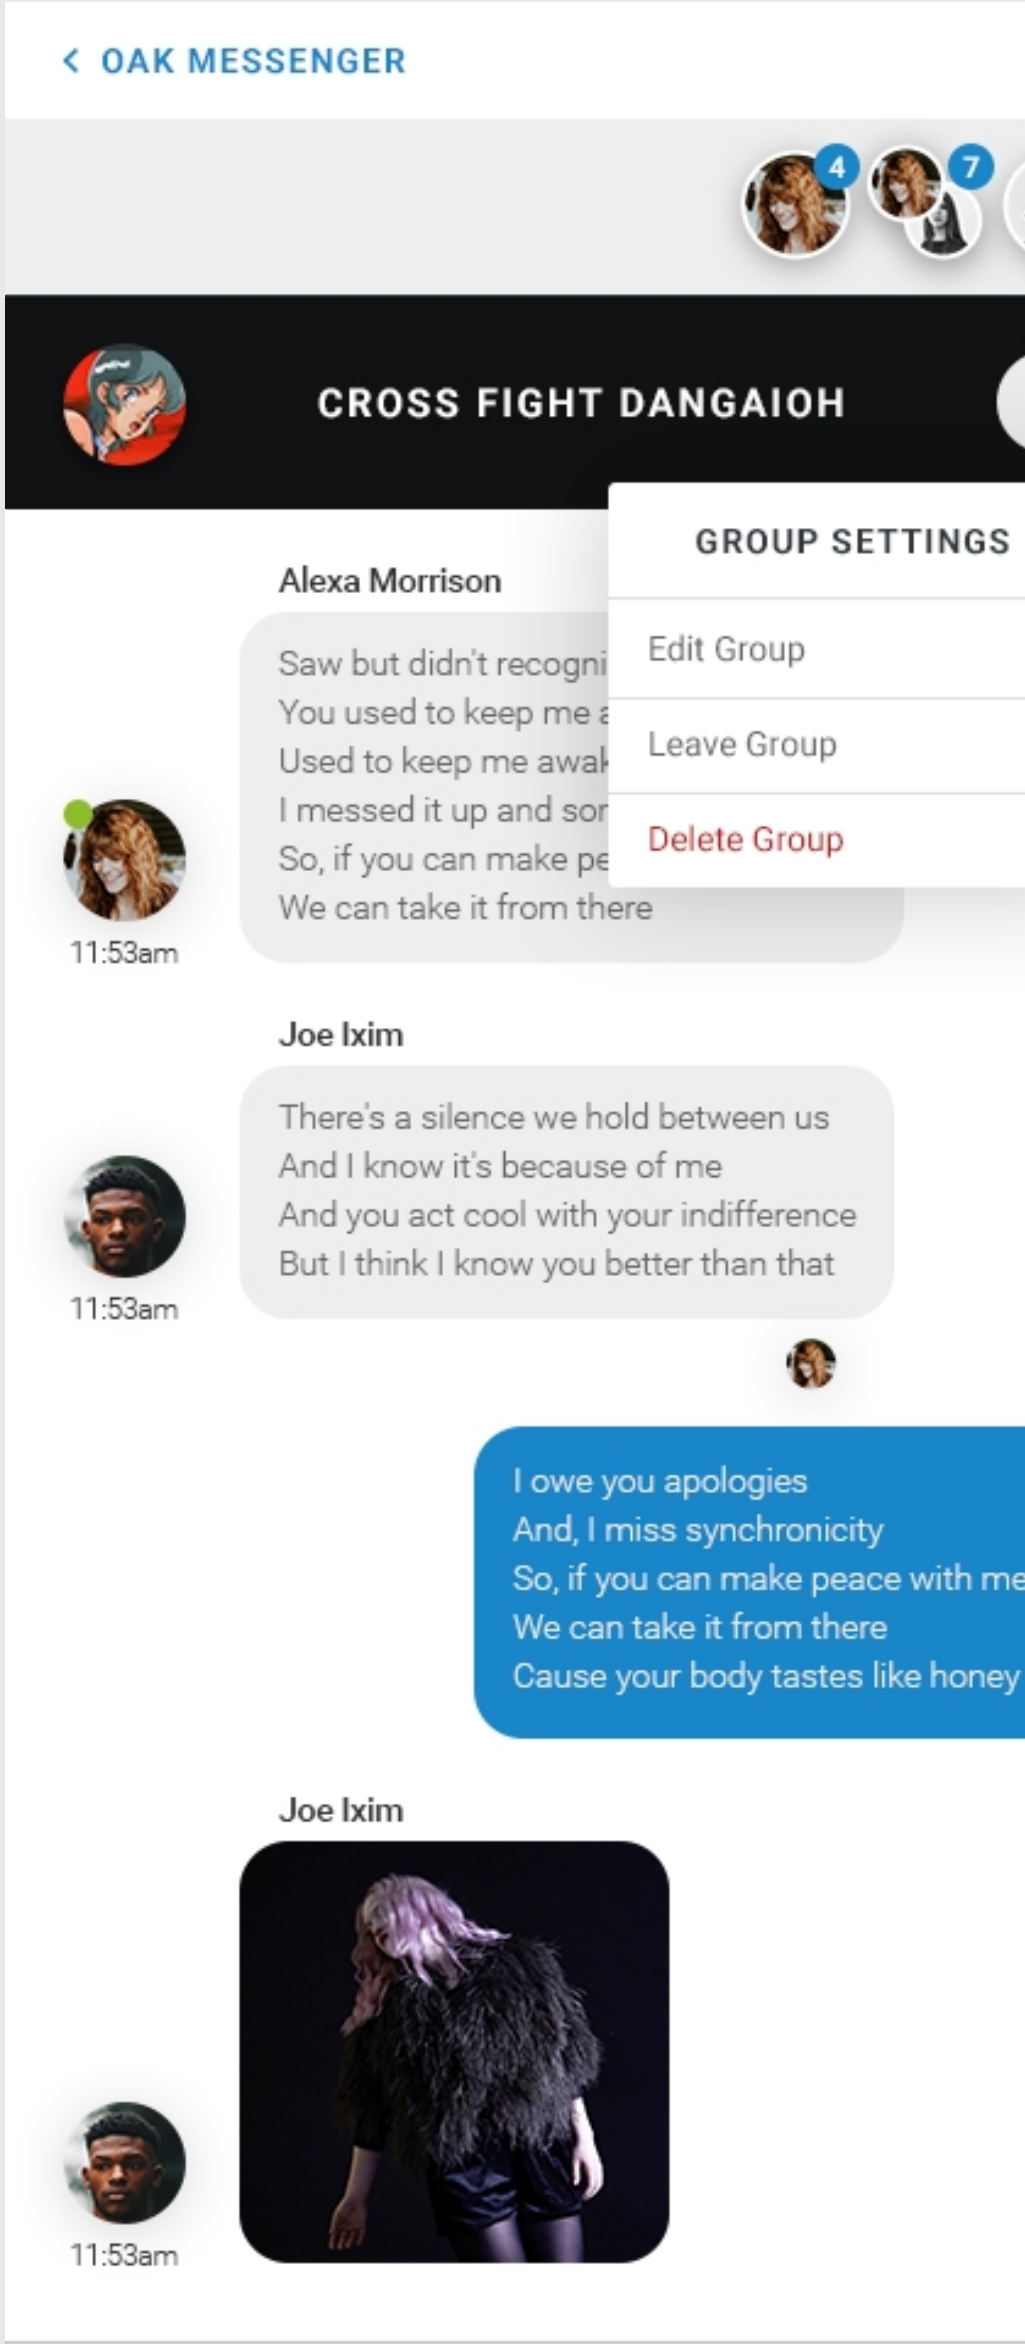 OAK MESSENGER
4
7
CROSS FIGHT DANGAIOH
GROUP SETTINGS
Edit Group
Leave Group
Delete Group
Alexa Morrison
Saw but didn't
You used to keep me
Used to keep me
I messed it up and
So, if you can make
We can take it from there
11:53am
Joe Ixim
There's a silence we hold between us
And I know it's because of me
And you act cool with your indifference
But I think I know you better than that
11:53am
I owe you apologies
And, I miss synchronicity
So, if you can make peace with me
We can take it from there
Cause your body tastes like honey
Joe Ixim
11:53am